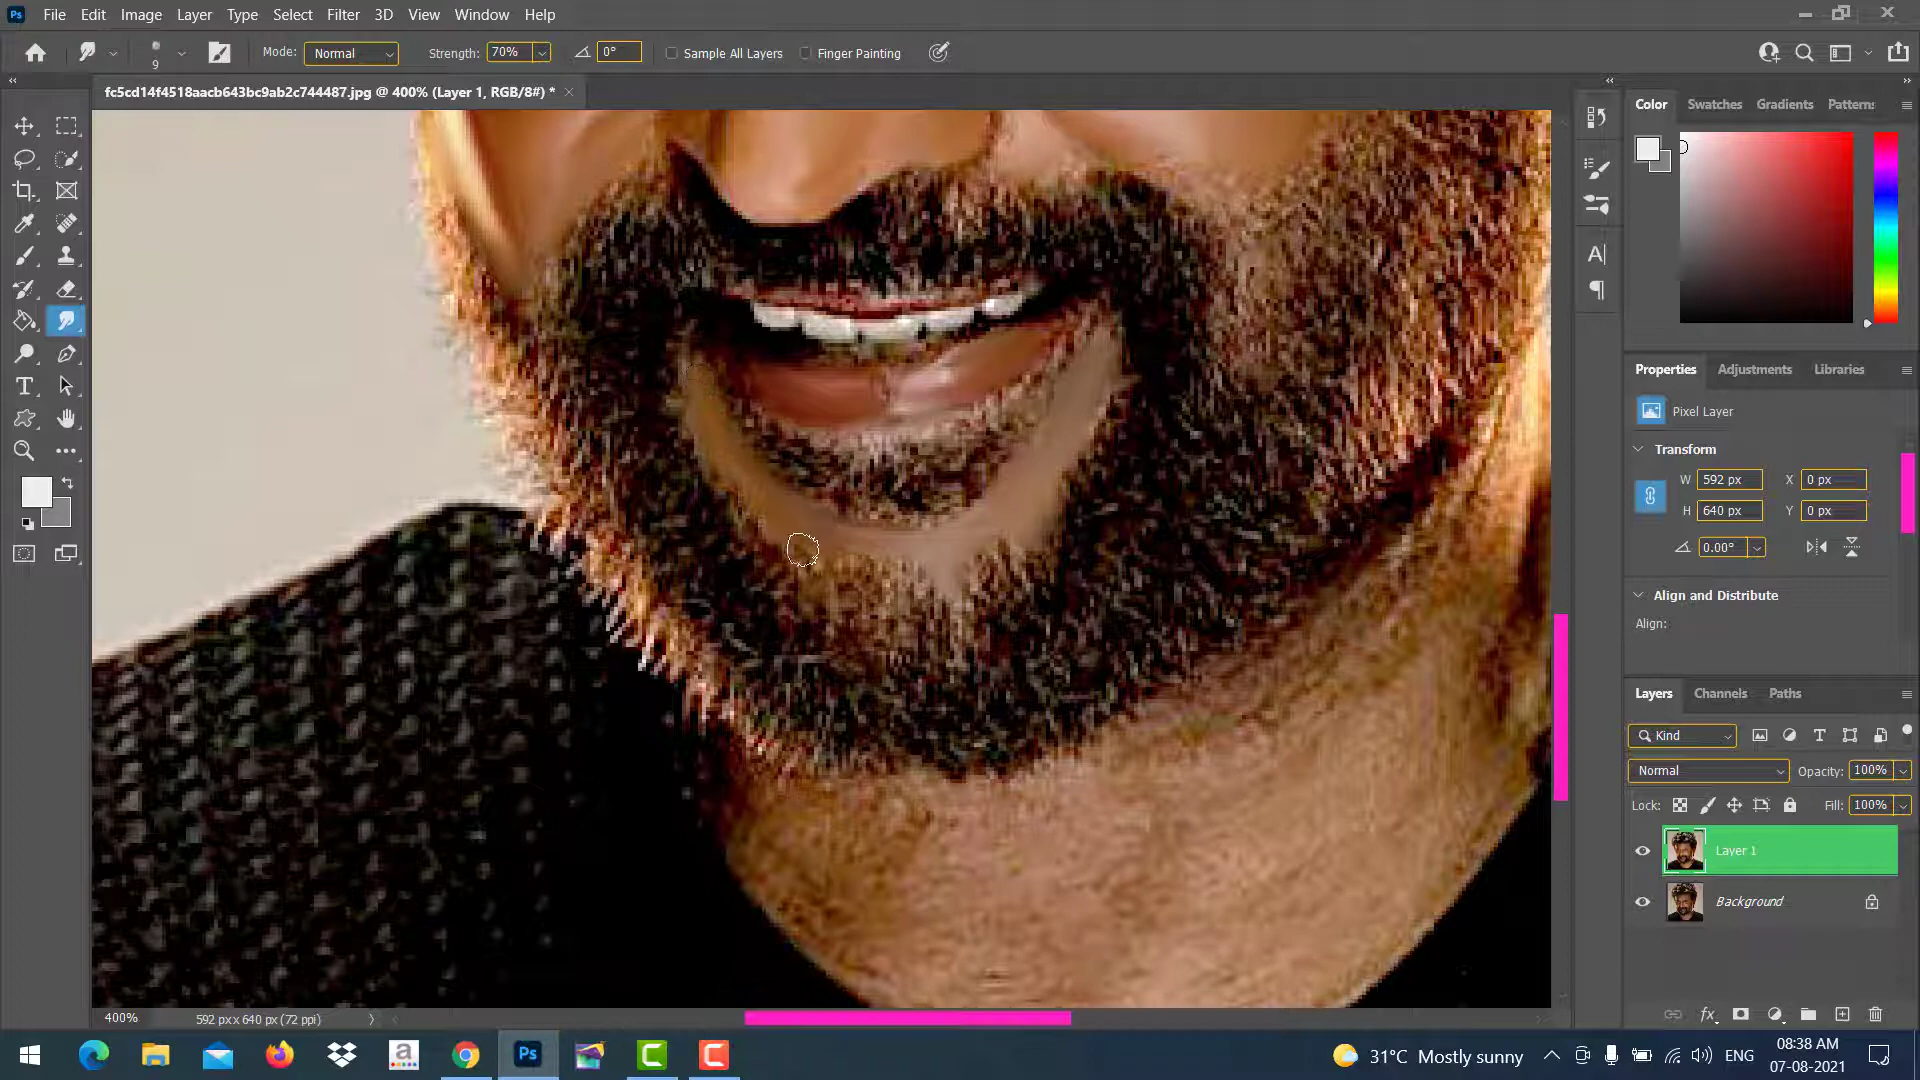 Ps File Edit Image Layer Type Select Filter 3D View Window Help
9 Mode: Normal Strength: 70% 0° Sample All Layers Finger Painting
fc5cd14f4518aacb643bc9ab2c744487.jpg @ 400% (Layer 1, RGB/8#) *
Color Swatches Gradients Patterns
Properties Adjustments Libraries
Pixel Layer
Transform
W 592 px X 0 px
H 640 px Y 0 px
0.00°
Align and Distribute
Align:
Layers Channels Paths
Kind
Normal Opacity: 100%
Lock: Fill: 100%
Layer 1
Background
fx
400% 592 px x 640 px (72 ppi)
a Ps C C 31°C Mostly sunny ENG 08:38 AM
07-08-2021